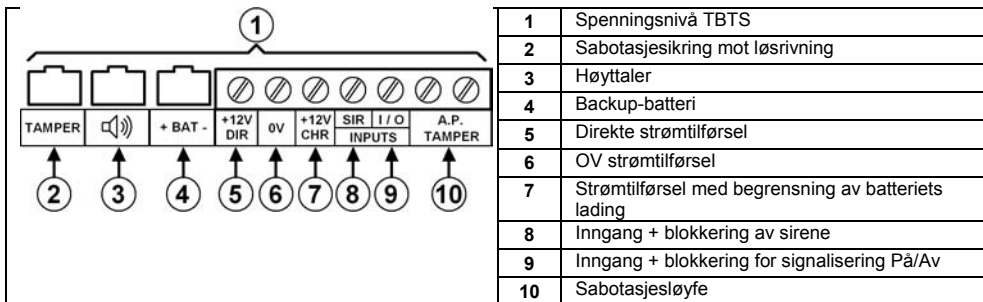 1
TAMPER
+ BAT -
+12V
DIR
0V
+12V
CHR
SIR
I / O
INPUTS
A.P.
TAMPER
2
3
4
5
6
7
8
9
10
1 Spenningsnivå TBTS
2 Sabotasjesikring mot løsrivning
3 Høyttaler
4 Backup-batteri
5 Direkte strømtilførsel
6 OV strømtilførsel
7 Strømtilførsel med begrensning av batteriets
lading
8 Inngang + blokkering av sirene
9 Inngang + blokkering for signalisering På/Av
10 Sabotasjesløyfe